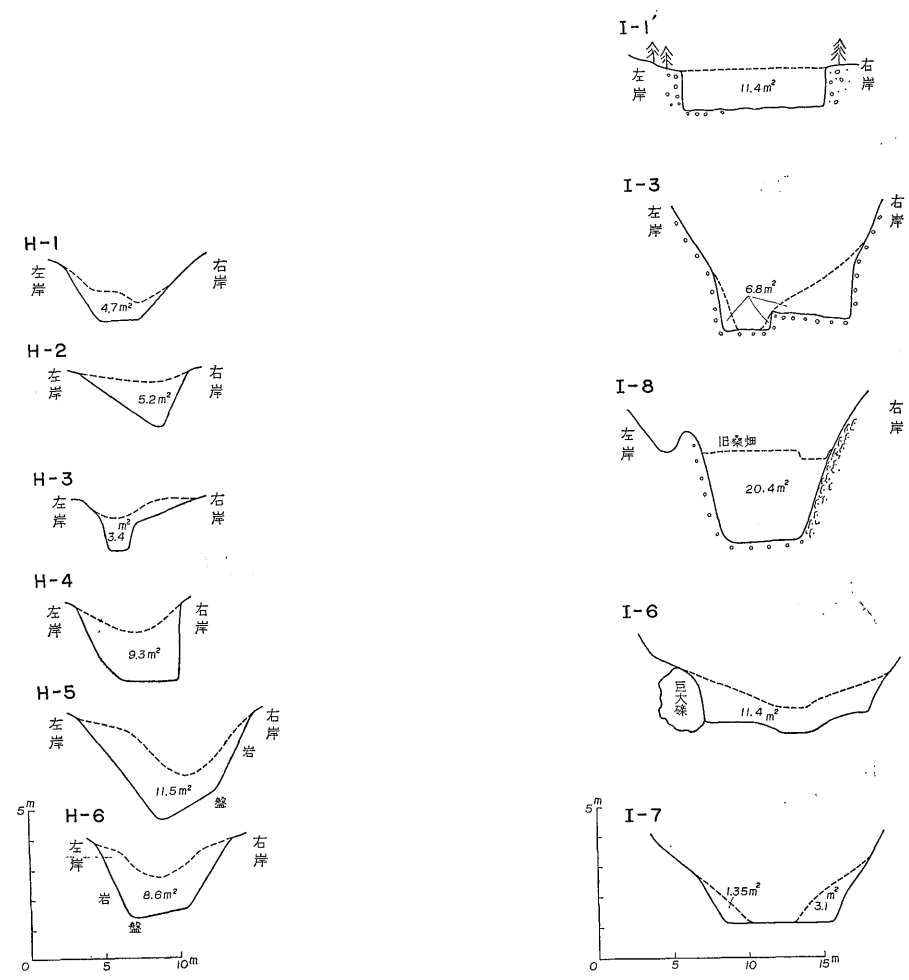 H-1
左岸
右岸
4.7m²
H-2
左岸
右岸
5.2m²
H-3
左岸
右岸
m²
3.4
H-4
左岸
右岸
9.3m²
H-5
左岸
右岸
岩
盤
11.5m²
5m
H-6
左岸
右岸
8.6m²
岩
盤
0 5 10m
I-1′
左岸
右岸
11.4m²
I-3
左岸
右岸
6.8m²
I-8
左岸
右岸
旧桑畑
20.4m²
I-6
巨大礫
11.4m²
5m
I-7
1.35m²
m²
3.1
0 5 10 15m